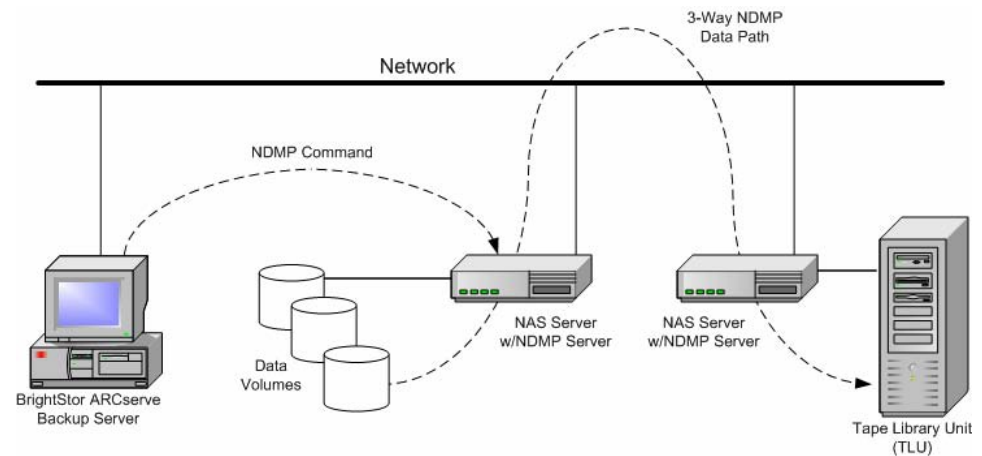 3-Way NDMP
Data Path
Network
NDMP Command
NAS Server
w/NDMP Server
NAS Server
w/NDMP Server
Data
Volumes
BrightStor ARCserve
Backup Server
Tape Library Unit
(TLU)